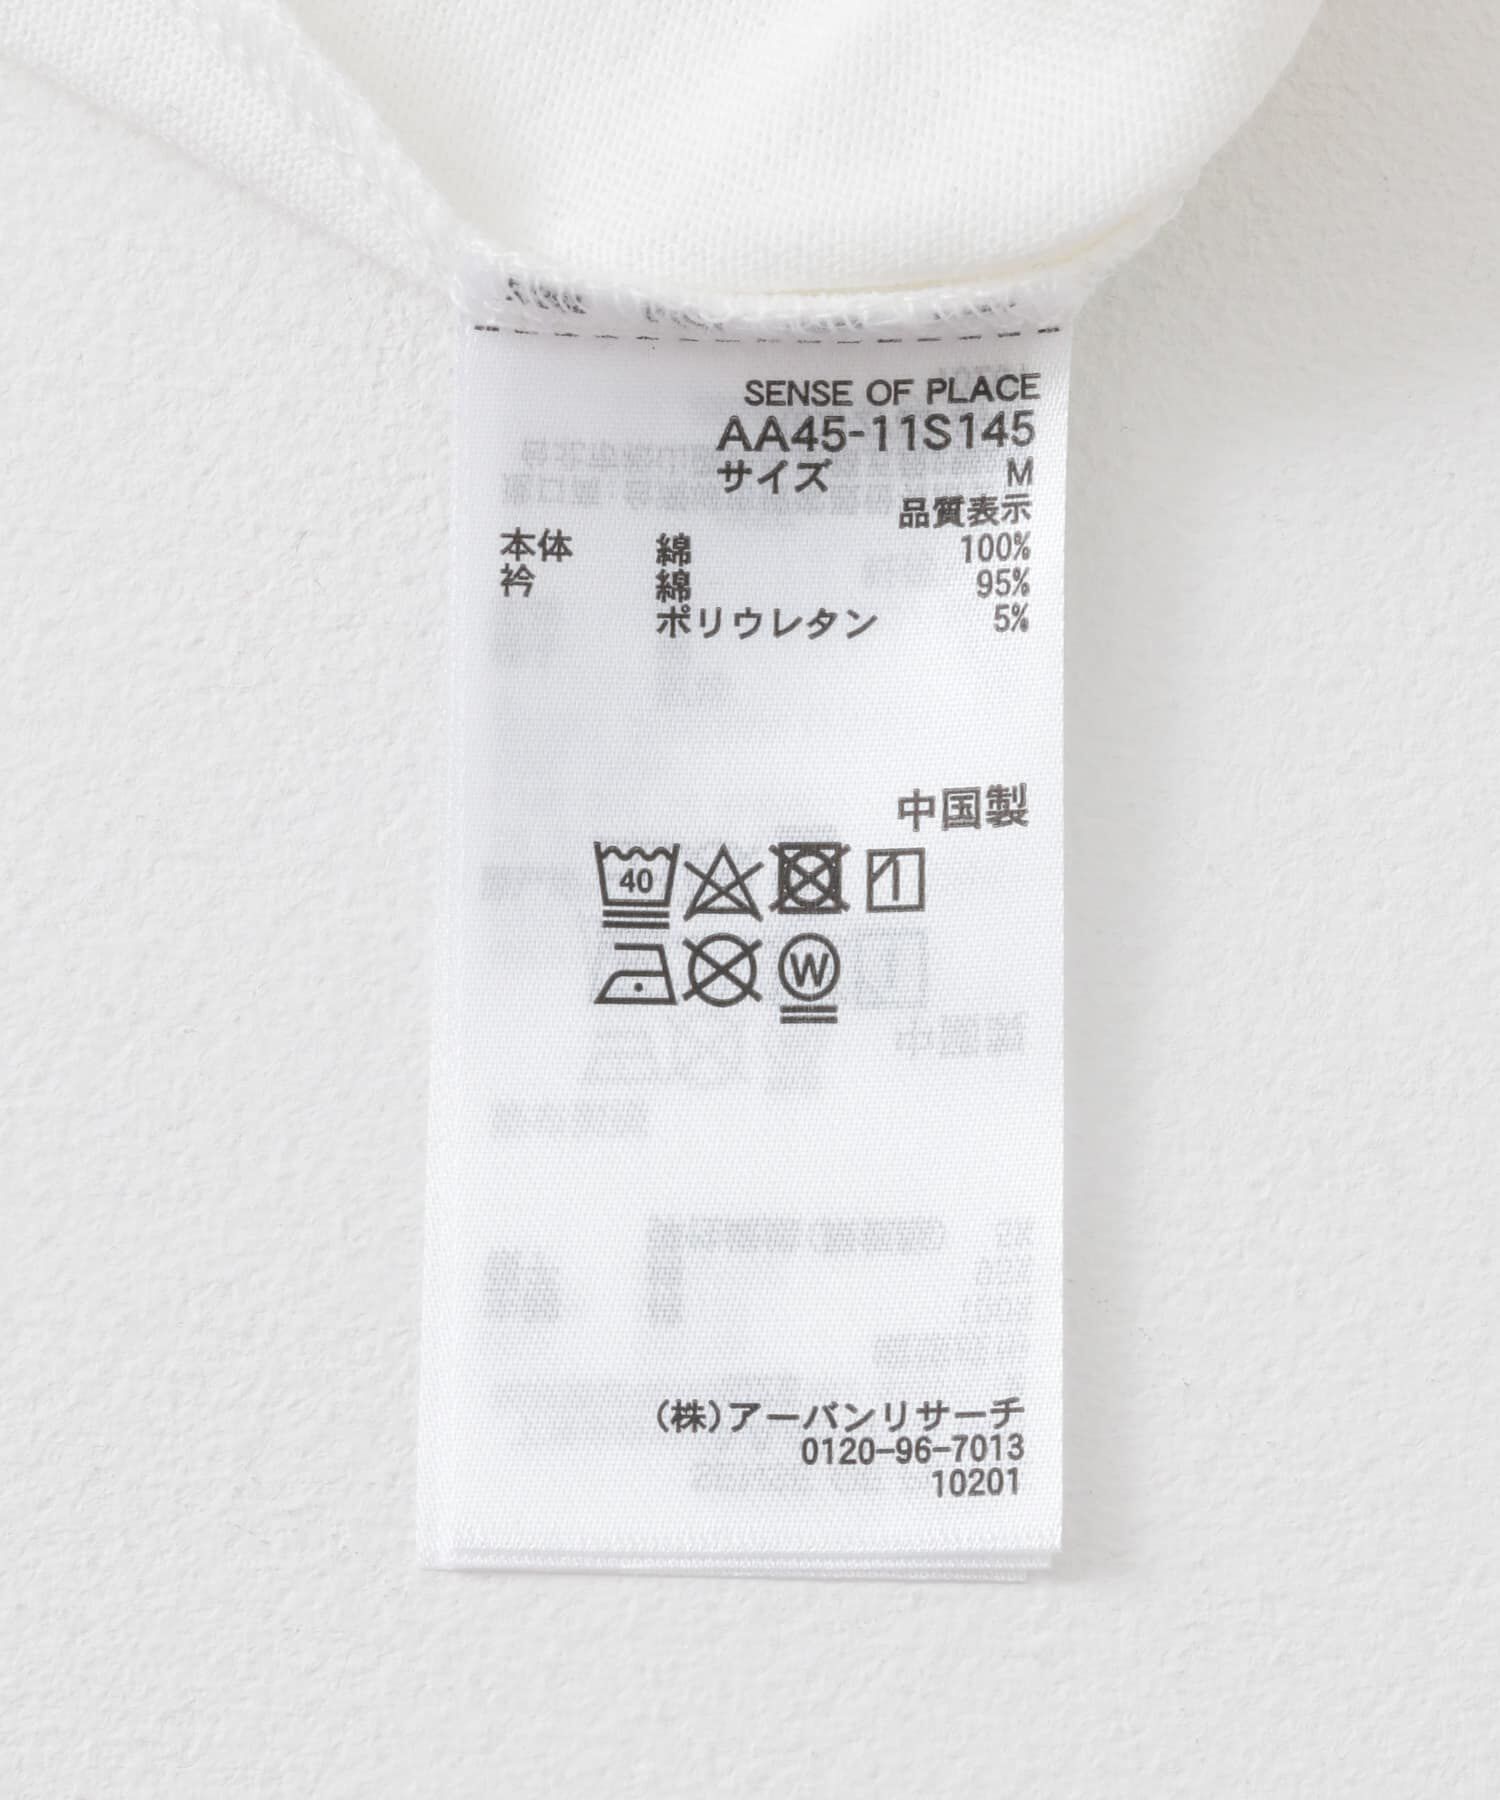 SENSE OF PLACE
AA45-11S145
サイズ M
品質表示
本体 綿 100%
衿 綿 95%
ポリウレタン 5%
中国製
40
W
(株)アーバンリサーチ
0120-96-7013
10201